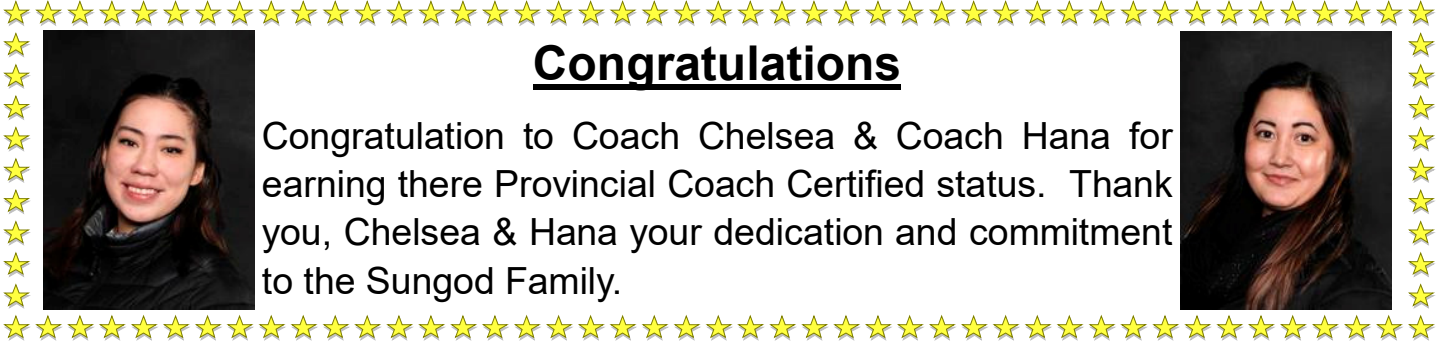 Congratulations
Congratulation to Coach Chelsea & Coach Hana for
earning there Provincial Coach Certified status.  Thank
you, Chelsea & Hana your dedication and commitment
to the Sungod Family.